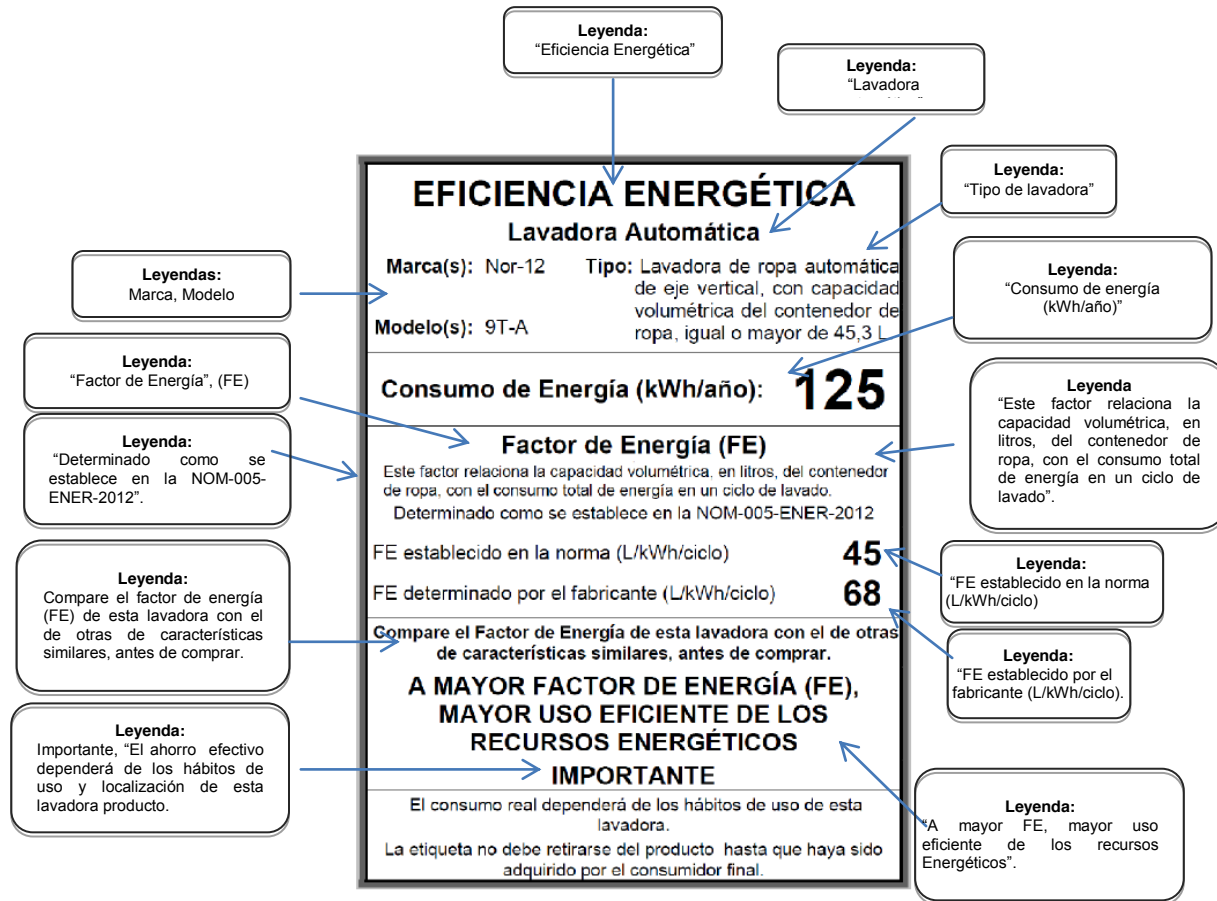 Leyenda:
“Eficiencia Energética”
Leyenda:
“Lavadora
Leyenda:
“Tipo de lavadora”
Leyendas:
Marca, Modelo
Leyenda:
“Consumo de energía
(kWh/año)”
Leyenda:
“Factor de Energía”, (FE)
Leyenda
“Este factor relaciona la
capacidad volumétrica, en
litros, del contenedor de
ropa, con el consumo total
de energía en un ciclo de
lavado”.
Leyenda:
“Determinado como se
establece en la NOM-005-
ENER-2012”.
Leyenda:
“FE establecido en la norma
(L/kWh/ciclo)
Leyenda:
Compare el factor de energía
(FE) de esta lavadora con el
de otras de características
similares, antes de comprar.
Leyenda:
“FE establecido por el
fabricante (L/kWh/ciclo).
Leyenda:
Importante, “El ahorro efectivo
dependerá de los hábitos de
uso y localización de esta
lavadora producto.
Leyenda:
“A mayor FE, mayor uso
eficiente de los recursos
Energéticos”.
EFICIENCIA ENERGÉTICA
Lavadora Automática
Marca(s): Nor-12
Modelo(s): 9T-A
Tipo: Lavadora de ropa automática
de eje vertical, con capacidad
volumétrica del contenedor de
ropa, igual o mayor de 45,3 L
Consumo de Energía (kWh/año): 125
Factor de Energía (FE)
Este factor relaciona la capacidad volumétrica, en litros, del contenedor
de ropa, con el consumo total de energía en un ciclo de lavado.
Determinado como se establece en la NOM-005-ENER-2012
FE establecido en la norma (L/kWh/ciclo) 45
FE determinado por el fabricante (L/kWh/ciclo) 68
Compare el Factor de Energía de esta lavadora con el de otras
de características similares, antes de comprar.
A MAYOR FACTOR DE ENERGÍA (FE),
MAYOR USO EFICIENTE DE LOS
RECURSOS ENERGÉTICOS
IMPORTANTE
El consumo real dependerá de los hábitos de uso de esta
lavadora.
La etiqueta no debe retirarse del producto hasta que haya sido
adquirido por el consumidor final.